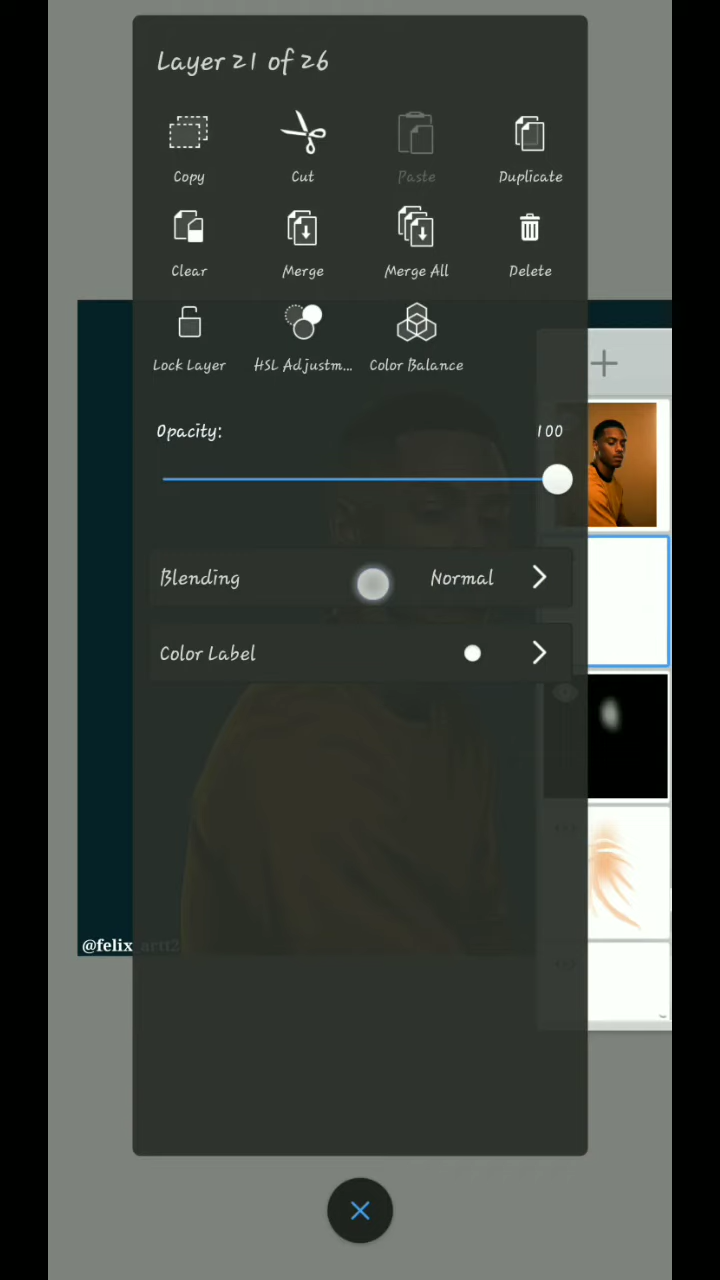 Layer 21 of 26
Copy Cut Paste Duplicate
Clear Merge Merge All Delete
Lock Layer HSL Adjustm... Color Balance
Opacity: 100
Blending Normal
Color Label
@felix_artt2